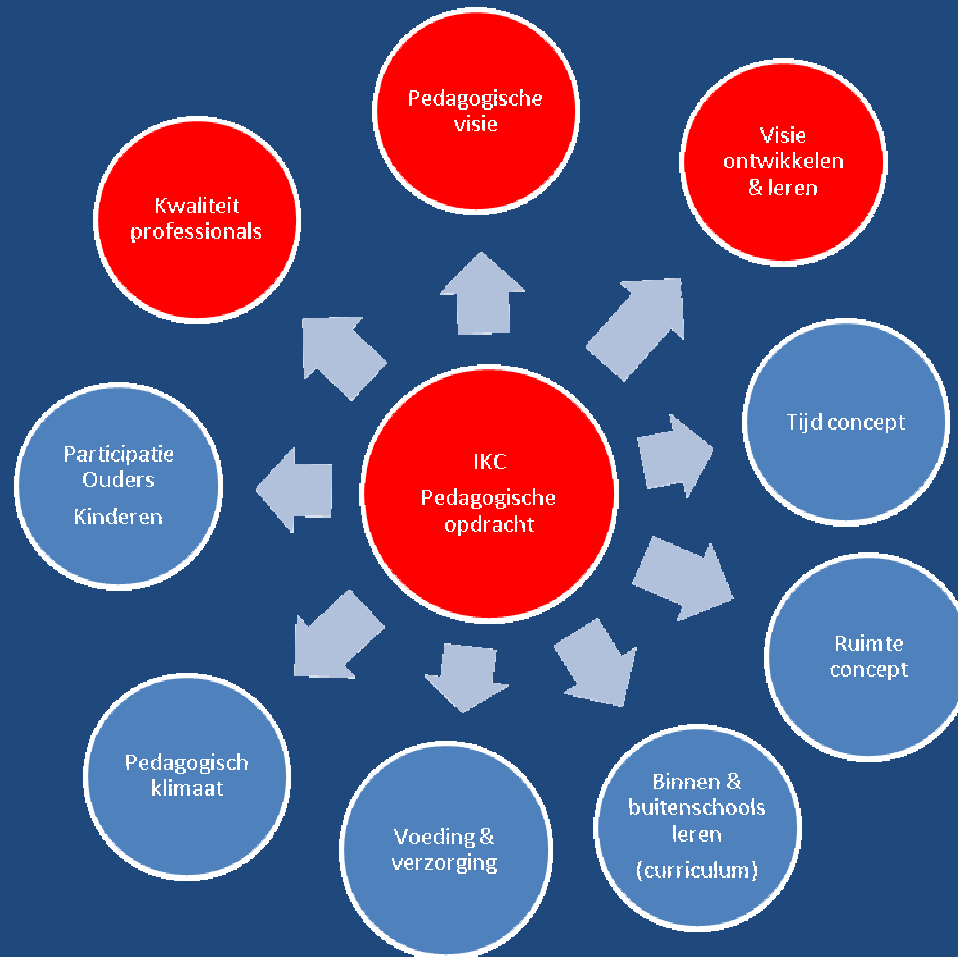 Pedagogische
visie
Visie
ontwikkelen
& leren
Kwaliteit
professionals
Tijd concept
Participatie
Ouders
Kinderen
IKC
Pedagogische
opdracht
Ruimte
concept
Pedagogisch
klimaat
Voeding &
verzorging
Binnen &
buitenschools
leren
(curriculum)